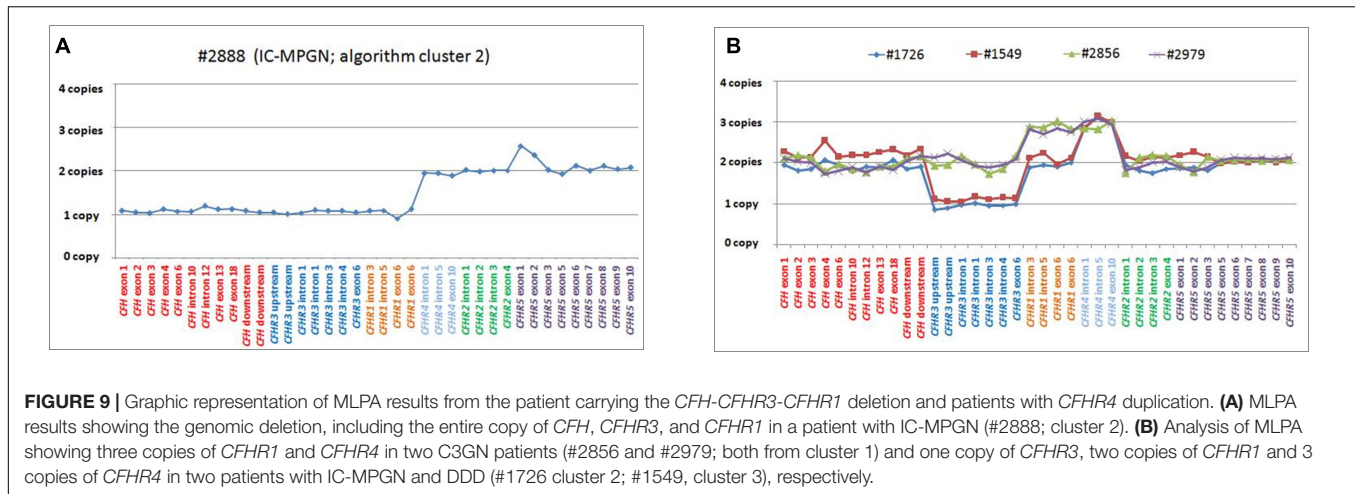 A
#2888 (IC-MPGN; algorithm cluster 2)
4 copies
3 copies
2 copies
1 copy
0 copy
CFH exon 1
CFH exon 2
CFH exon 3
CFH exon 4
CFH exon 6
CFH intron 10
CFH intron 12
CFH exon 13
CFH exon 18
CFH downstream
CFH downstream
CFHR3 upstream
CFHR3 upstream
CFHR3 intron 1
CFHR3 intron 1
CFHR3 intron 3
CFHR3 intron 4
CFHR3 exon 6
CFHR1 intron 3
CFHR1 intron 5
CFHR1 exon 6
CFHR1 exon 6
CFHR4 intron 1
CFHR4 intron 5
CFHR4 exon 10
CFHR2 intron 1
CFHR2 intron 2
CFHR2 intron 3
CFHR2 exon 4
CFHR5 exon 1
CFHR5 exon 2
CFHR5 exon 3
CFHR5 exon 5
CFHR5 exon 6
CFHR5 exon 7
CFHR5 exon 8
CFHR5 exon 9
CFHR5 exon 10
B
#1726 #1549 #2856 #2979
4 copies
3 copies
2 copies
1 copy
0 copy
CFH exon 1
CFH exon 2
CFH exon 3
CFH exon 4
CFH exon 6
CFH intron 10
CFH intron 12
CFH exon 13
CFH exon 18
CFH downstream
CFH downstream
CFHR3 upstream
CFHR3 upstream
CFHR3 intron 1
CFHR3 intron 1
CFHR3 intron 3
CFHR3 intron 4
CFHR3 exon 6
CFHR1 intron 3
CFHR1 intron 5
CFHR1 exon 6
CFHR1 exon 6
CFHR4 intron 1
CFHR4 intron 5
CFHR4 exon 10
CFHR2 intron 1
CFHR2 intron 2
CFHR2 intron 3
CFHR2 exon 4
CFHR5 exon 1
CFHR5 exon 2
CFHR5 exon 3
CFHR5 exon 5
CFHR5 exon 6
CFHR5 exon 7
CFHR5 exon 8
CFHR5 exon 9
CFHR5 exon 10
FIGURE 9 | Graphic representation of MLPA results from the patient carrying the CFH-CFHR3-CFHR1 deletion and patients with CFHR4 duplication. (A) MLPA
results showing the genomic deletion, including the entire copy of CFH, CFHR3, and CFHR1 in a patient with IC-MPGN (#2888; cluster 2). (B) Analysis of MLPA
showing three copies of CFHR1 and CFHR4 in two C3GN patients (#2856 and #2979; both from cluster 1) and one copy of CFHR3, two copies of CFHR1 and 3
copies of CFHR4 in two patients with IC-MPGN and DDD (#1726 cluster 2; #1549, cluster 3), respectively.